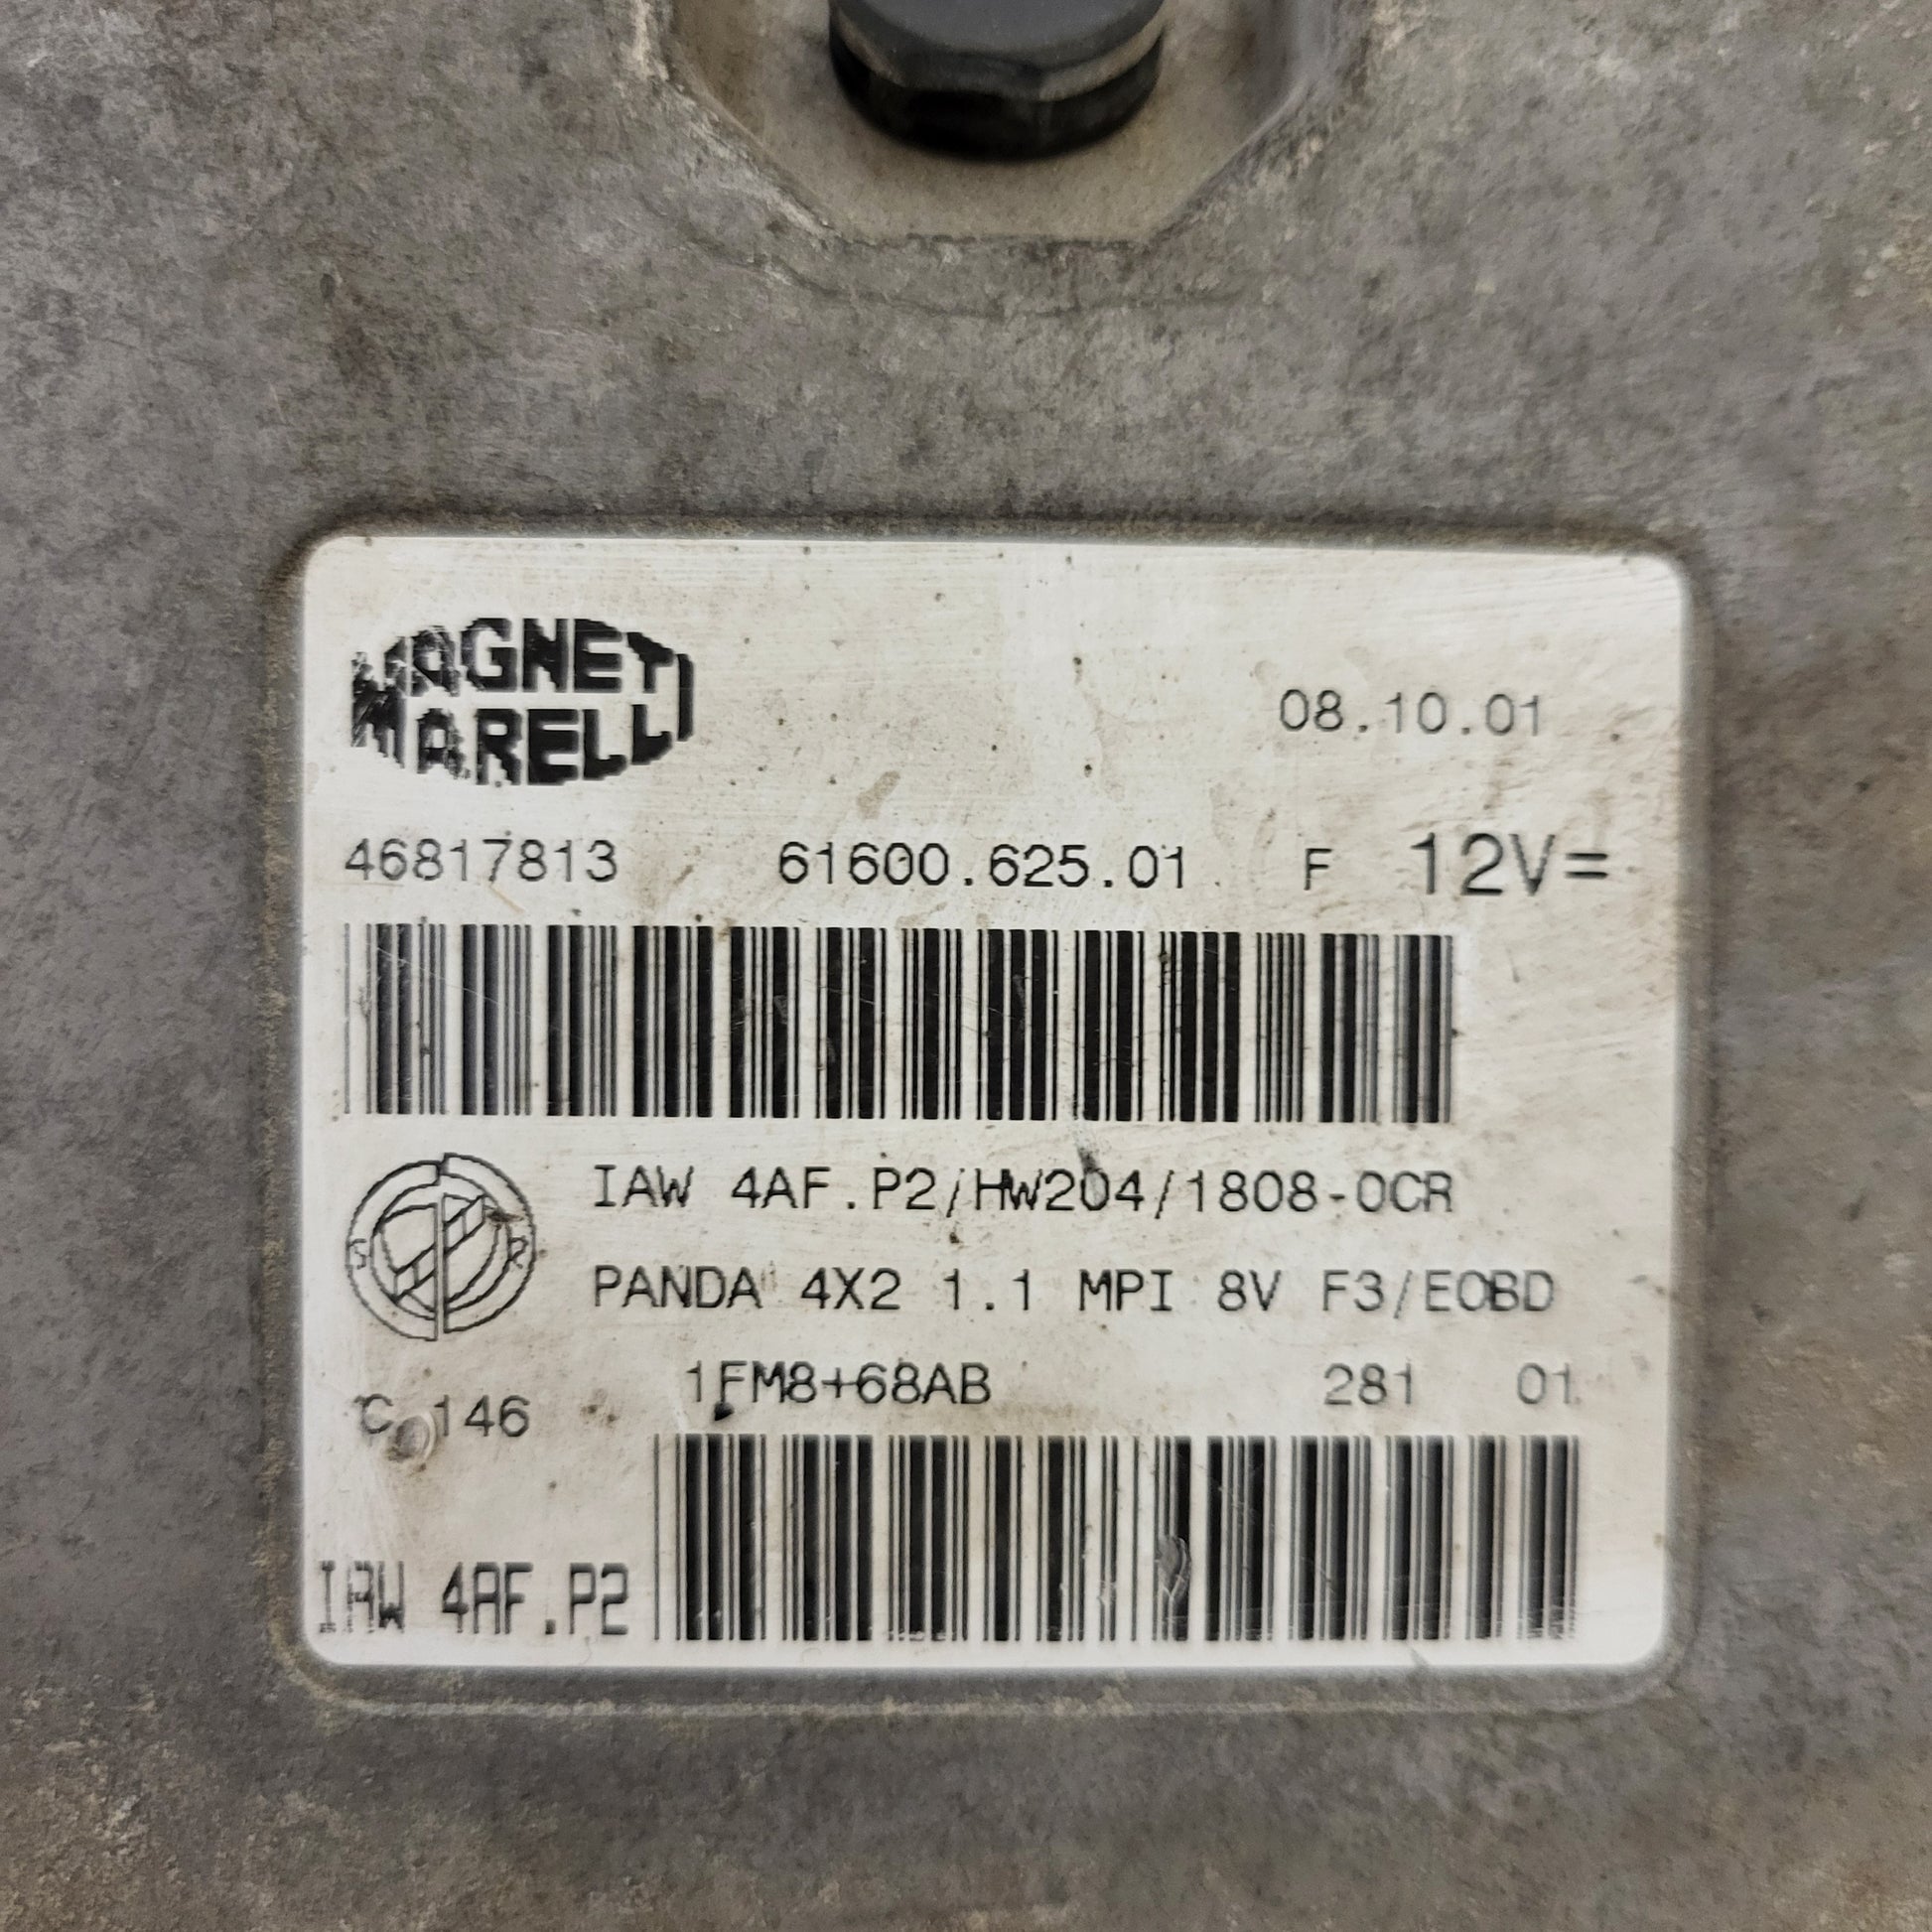 MAGNETI
MARELLI
08.10.01
46817813 61600.625.01 F 12V=
IAW 4AF.P2/HW204/1808-0CR
PANDA 4X2 1.1 MPI 8V F3/EOBD
1FM8+68AB 281 01
C 146
IAW 4AF.P2